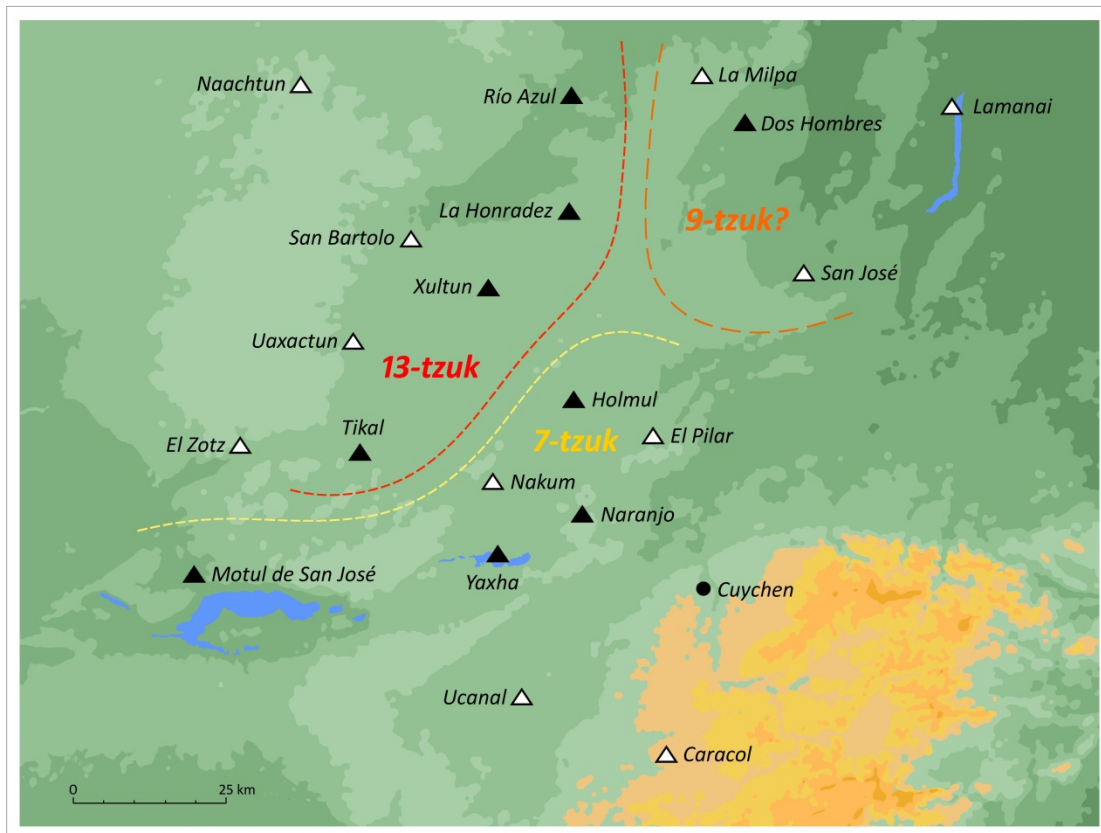 Naachtun
Río Azul
La Milpa
Dos Hombres
Lamanai
La Honradez
9-tzuk?
San Bartolo
San José
Xultun
Uaxactun
13-tzuk
Holmul
Tikal
El Zotz
7-tzuk
El Pilar
Nakum
Naranjo
Motul de San José
Yaxha
Cuychen
Ucanal
Caracol
0
25 km